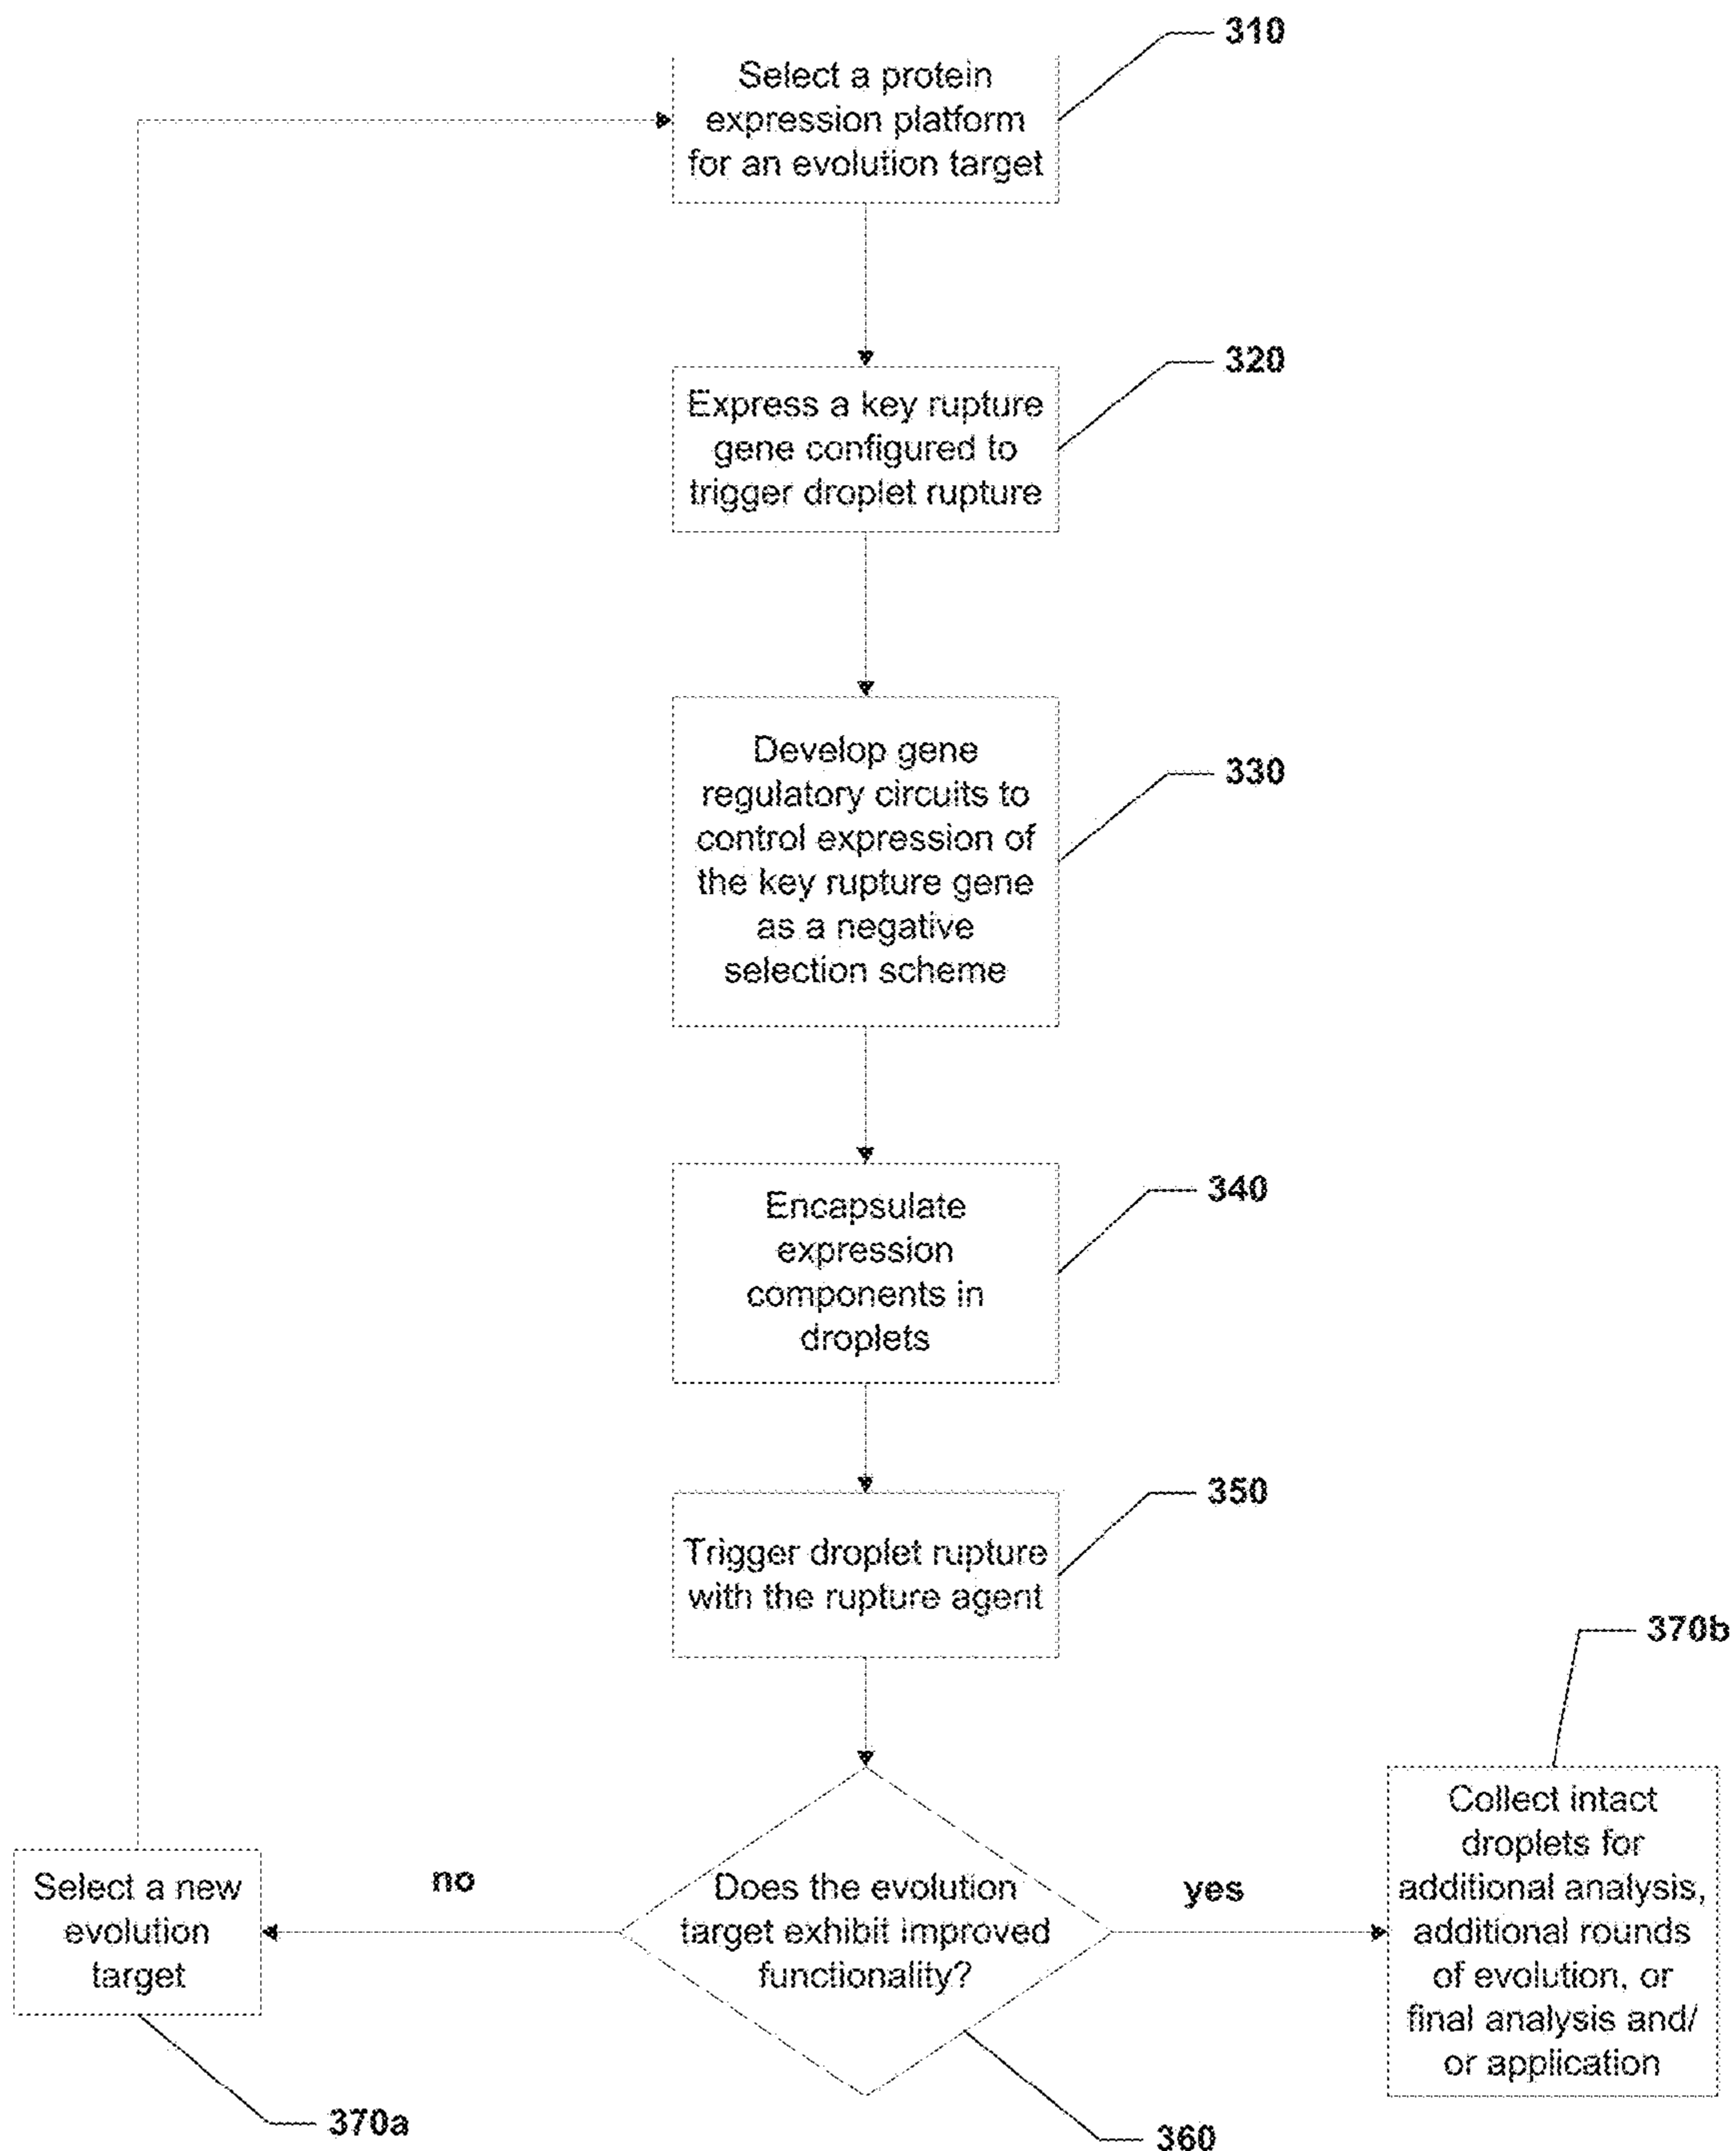 310
Select a protein
expression platform
for an evolution target
320
Express a key rupture
gene configured to
trigger droplet rupture
330
Develop gene
regulatory circuits to
control expression of
the key rupture gene
as a negative
selection scheme
340
Encapsulate
expression
components in
droplets
350
Trigger droplet rupture
with the rupture agent
370b
Collect intact
droplets for
additional analysis,
additional rounds
of evolution, or
final analysis and/
or application
yes
Does the evolution
target exhibit improved
functionality?
no
Select a new
evolution
target
370a
360